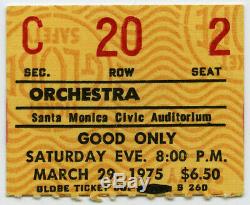 C 20 2
SEC. ROW SEAT
ORCHESTRA
Santa Monica Civic Auditorium
GOOD ONLY
SATURDAY EVE. 8:00 P.M.
MARCH 29, 1975 $6.50
GLOBE TICKET B 260